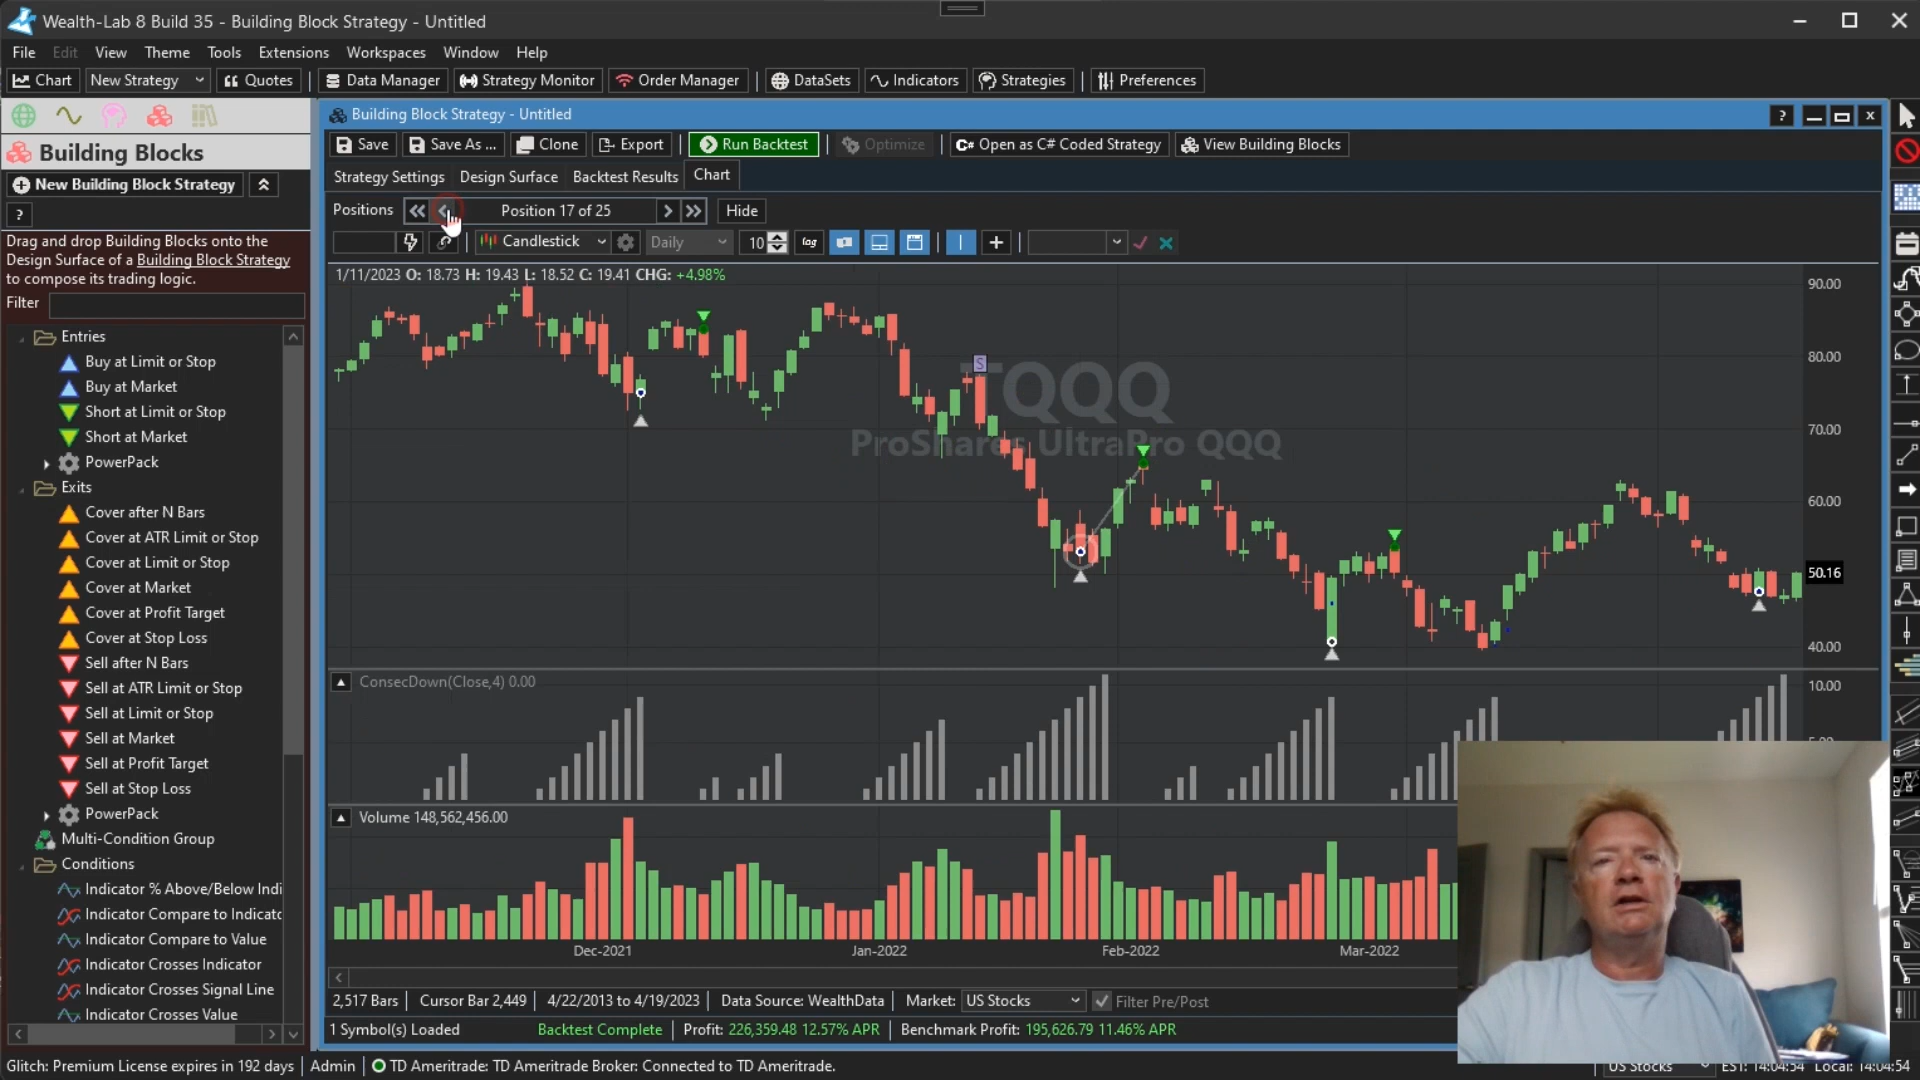 Wealth-Lab 8 Build 35 - Building Block Strategy - Untitled
File Edit View Theme Tools Extensions Workspaces Window Help
Chart New Strategy Quotes Data Manager Strategy Monitor Order Manager DataSets Indicators Strategies Preferences
Building Block Strategy - Untitled
Save Save As ... Clone Export Run Backtest Optimize C# Open as C# Coded Strategy View Building Blocks
Building Blocks
Strategy Settings Design Surface Backtest Results Chart
New Building Block Strategy
Positions Position 17 of 25 Hide
?
Candlestick Daily 10 log
Drag and drop Building Blocks onto the
Design Surface of a Building Block Strategy
to compose its trading logic.
Filter
1/11/2023 O: 18.73 H: 19.43 L: 18.52 C: 19.41 CHG: +4.98%
90.00
80.00
70.00
60.00
50.16
40.00
S
TQQQ
ProShares UltraPro QQQ
Entries
Buy at Limit or Stop
Buy at Market
Short at Limit or Stop
Short at Market
PowerPack
Exits
Cover after N Bars
Cover at ATR Limit or Stop
Cover at Limit or Stop
Cover at Market
Cover at Profit Target
Cover at Stop Loss
Sell after N Bars
Sell at ATR Limit or Stop
Sell at Limit or Stop
Sell at Market
Sell at Profit Target
Sell at Stop Loss
PowerPack
Multi-Condition Group
Conditions
Indicator % Above/Below Indi
Indicator Compare to Indicato
Indicator Compare to Value
Indicator Crosses Indicator
Indicator Crosses Signal Line
Indicator Crosses Value
ConsecDown(Close,4) 0.00
10.00
Volume 148,562,456.00
Dec-2021 Jan-2022 Feb-2022 Mar-2022
2,517 Bars Cursor Bar 2,449 4/22/2013 to 4/19/2023 Data Source: WealthData Market: US Stocks Filter Pre/Post
1 Symbol(s) Loaded Backtest Complete Profit: 226,359.48 12.57% APR Benchmark Profit: 195,626.79 11.46% APR
Glitch: Premium License expires in 192 days Admin TD Ameritrade: TD Ameritrade Broker: Connected to TD Ameritrade. US Stocks EST: 14:04:54 Local: 14:04:54